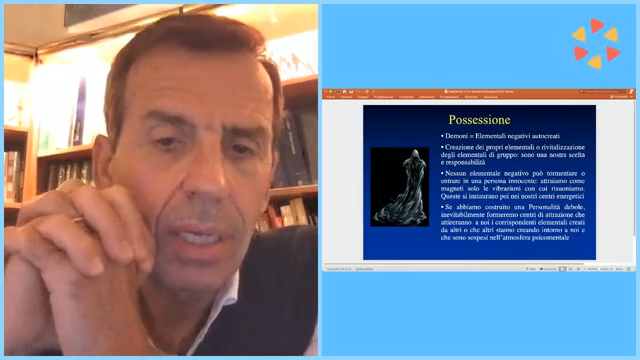 Possessione
• Demoni = Elementali negativi autocreati
• Creazione dei propri elementali o rivitalizzazione
degli elementali di gruppo: sono una nostra scelta
e responsabilità
• Nessun elementale negativo può tormentare o
entrare in una persona innocente: attraiamo come
magneti solo le vibrazioni con cui risuoniamo.
Queste si instaurano poi nei nostri centri energetici
• Se abbiamo costruito una Personalità debole,
inevitabilmente formeremo centri di attrazione che
attireranno a noi i corrispondenti elementali creati
da altri o che altri stanno creando intorno a noi e
che sono sospesi nell'atmosfera psicomentale